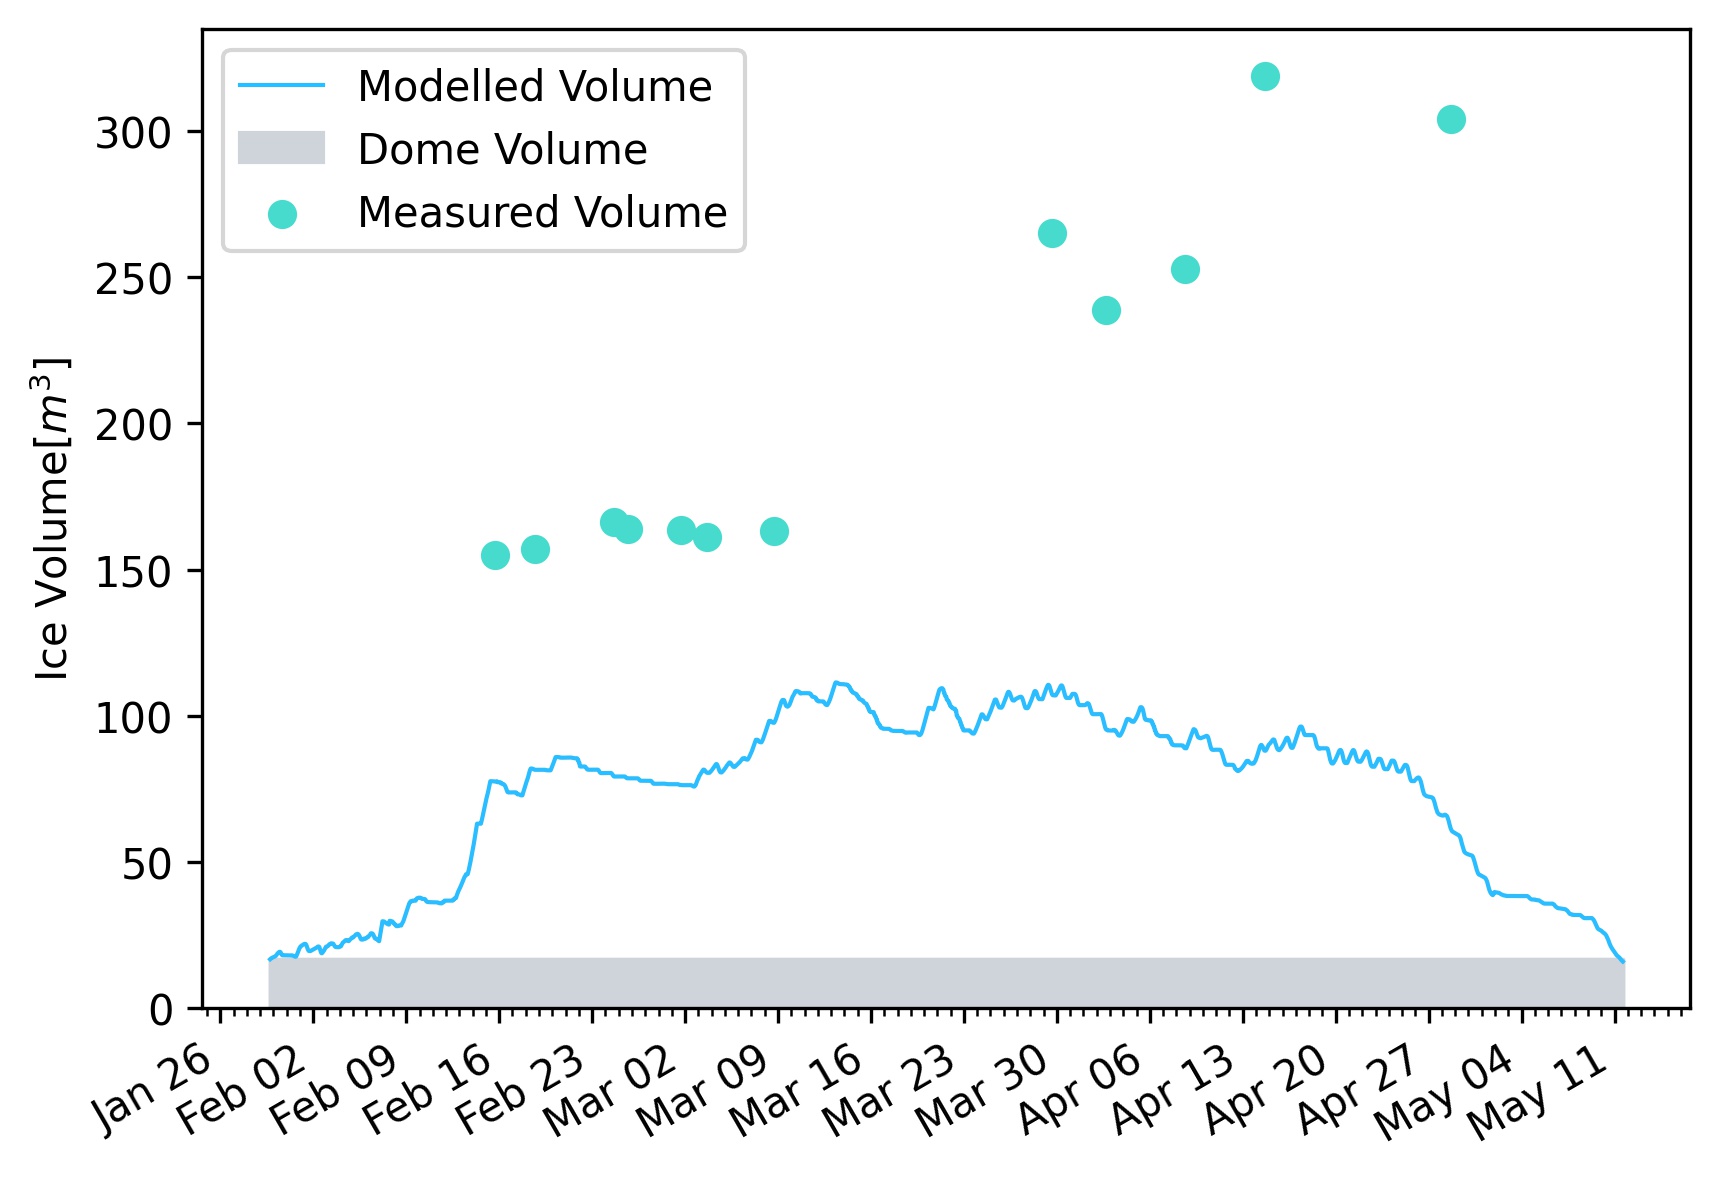 Modelled Volume
Dome Volume
Measured Volume
Ice Volume[m³]
300
250
200
150
100
50
0
Jan 26
Feb 02
Feb 09
Feb 16
Feb 23
Mar 02
Mar 09
Mar 16
Mar 23
Mar 30
Apr 06
Apr 13
Apr 20
Apr 27
May 04
May 11